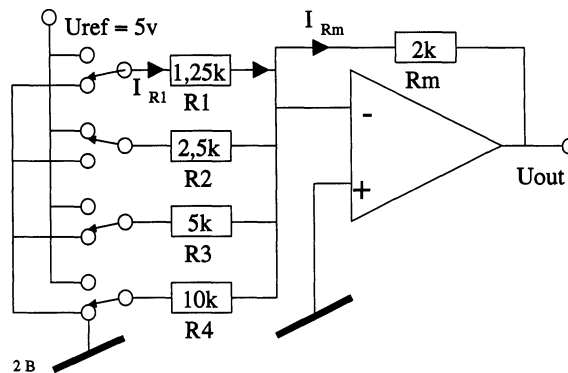 Uref = 5v
I Rm
2k
Rm
I R1
1,25k
R1
-
2,5k
R2
+
Uout
5k
R3
10k
R4
2 B